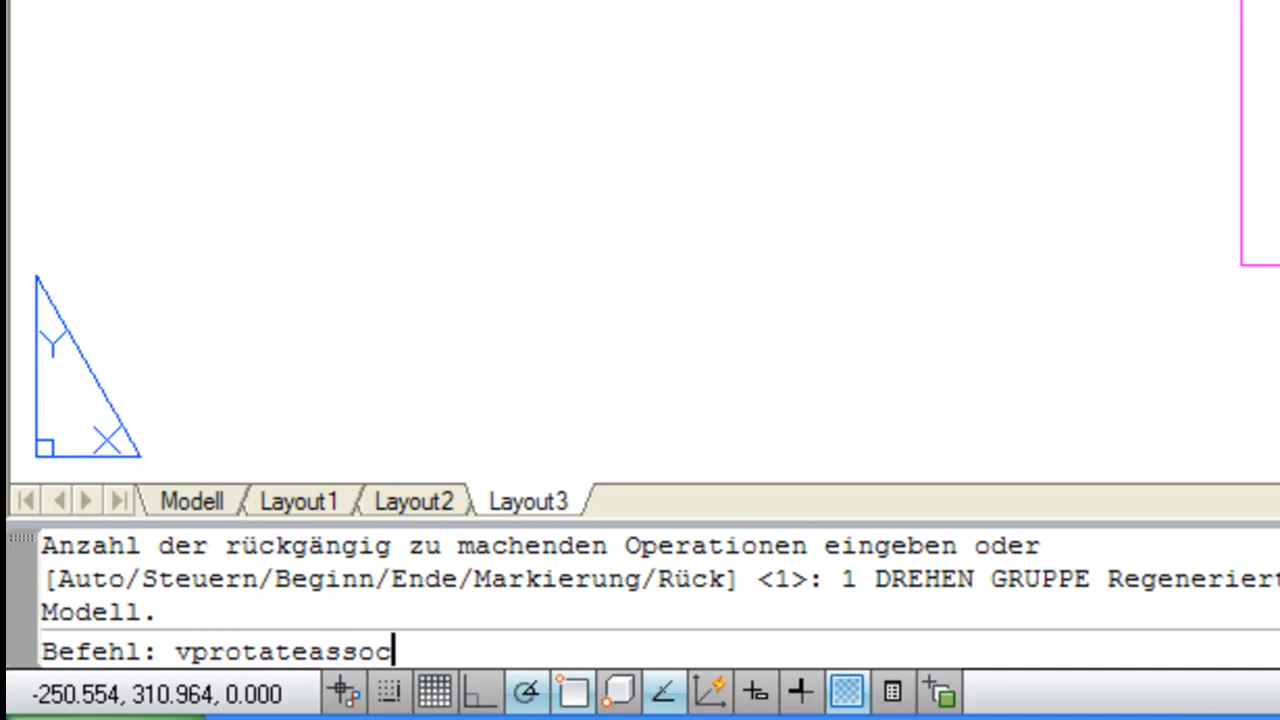 Y
X
Modell Layout1 Layout2 Layout3
Anzahl der rückgängig zu machenden Operationen eingeben oder
[Auto/Steuern/Beginn/Ende/Markierung/Rück] <1>: 1 DREHEN GRUPPE Regeneriert
Modell.
Befehl: vprotateassoc
-250.554, 310.964, 0.000